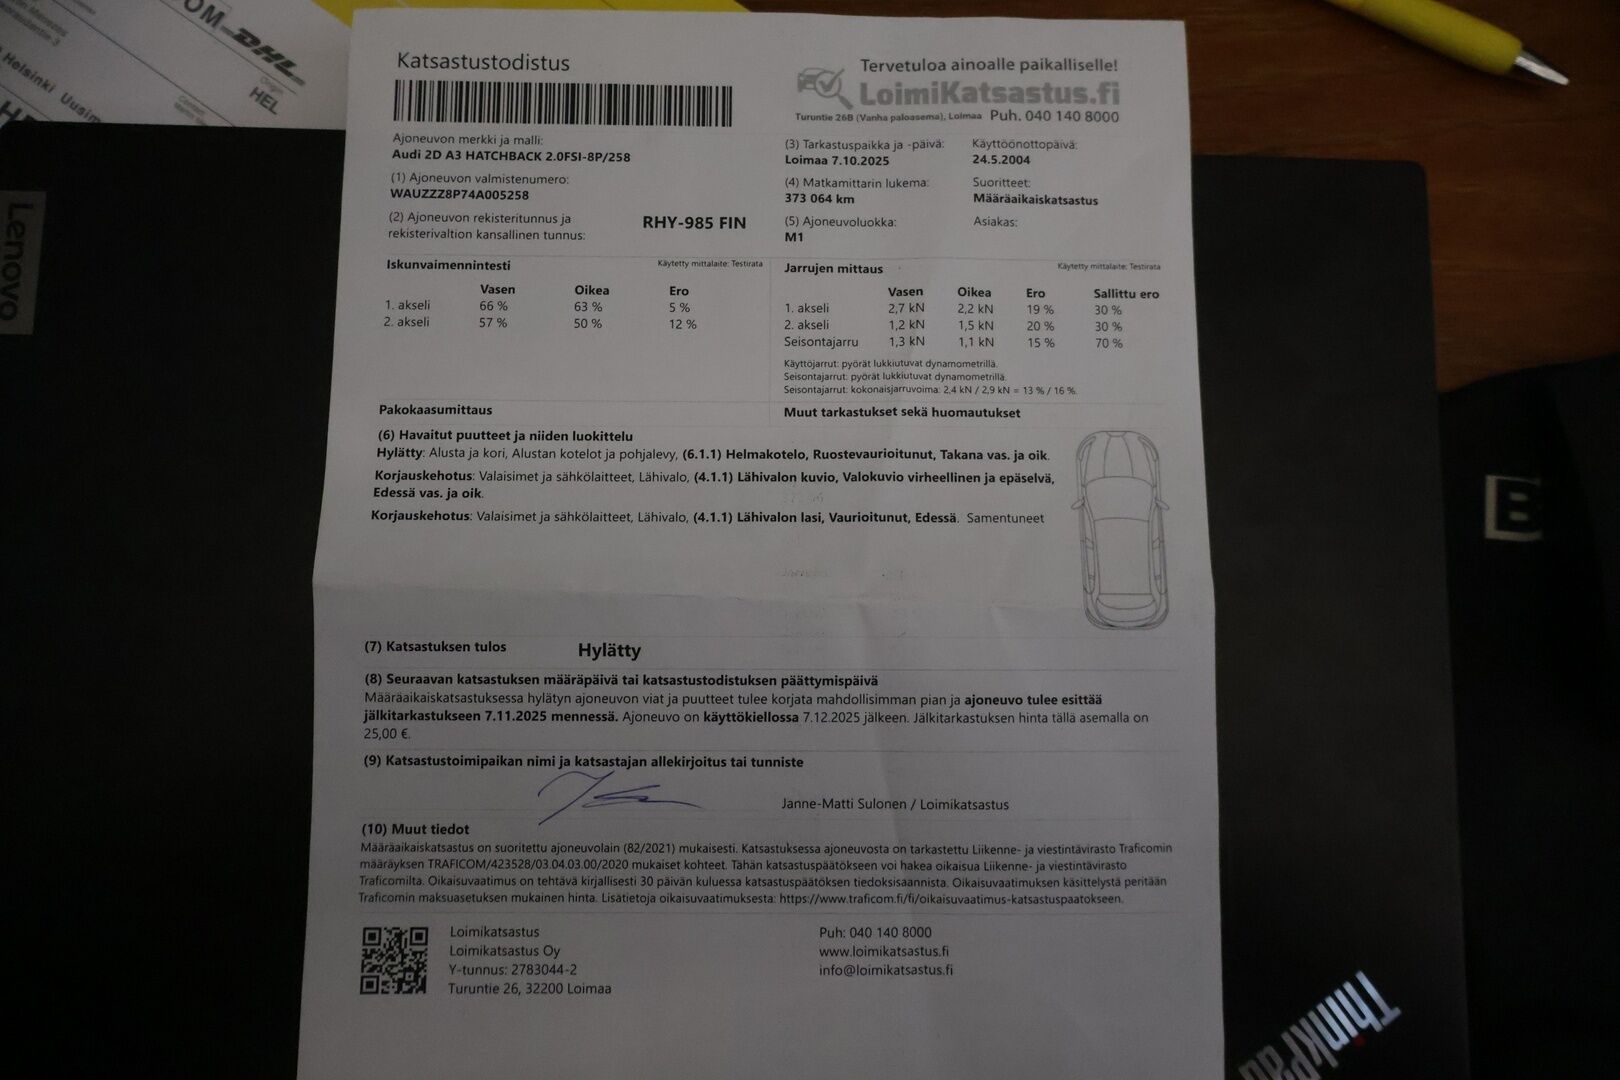 OM_DHL
Origin
HEL
Helsinki Uusim
Contact
Lenovo
Katsastustodistus
Tervetuloa ainoalle paikalliselle!
LoimiKatsastus.fi
Turuntie 26B (Vanha paloasema), Loimaa Puh. 040 140 8000
Ajoneuvon merkki ja malli:
Audi 2D A3 HATCHBACK 2.0FSI-8P/258
(1) Ajoneuvon valmistenumero:
WAUZZZ8P74A005258
(2) Ajoneuvon rekisteritunnus ja
rekisterivaltion kansallinen tunnus:
RHY-985 FIN
(3) Tarkastuspaikka ja -päivä:
Loimaa 7.10.2025
Käyttöönottopäivä:
24.5.2004
(4) Matkamittarin lukema:
373 064 km
Suoritteet:
Määräaikaiskatsastus
(5) Ajoneuvoluokka:
M1
Asiakas:
Iskunvaimennintesti
Käytetty mittalaite: Testirata
Vasen Oikea Ero
1. akseli 66 % 63 % 5 %
2. akseli 57 % 50 % 12 %
Jarrujen mittaus
Käytetty mittalaite: Testirata
Vasen Oikea Ero Sallittu ero
1. akseli 2,7 kN 2,2 kN 19 % 30 %
2. akseli 1,2 kN 1,5 kN 20 % 30 %
Seisontajarru 1,3 kN 1,1 kN 15 % 70 %
Käyttöjarrut: pyörät lukkiutuvat dynamometrillä.
Seisontajarrut: pyörät lukkiutuvat dynamometrillä.
Seisontajarrut: kokonaisjarruvoima: 2,4 kN / 2,9 kN = 13 % / 16 %.
Pakokaasumittaus
Muut tarkastukset sekä huomautukset
(6) Havaitut puutteet ja niiden luokittelu
Hylätty: Alusta ja kori, Alustan kotelot ja pohjalevy, (6.1.1) Helmakotelo, Ruostevaurioitunut, Takana vas. ja oik.
Korjauskehotus: Valaisimet ja sähkölaitteet, Lähivalo, (4.1.1) Lähivalon kuvio, Valokuvio virheellinen ja epäselvä,
Edessä vas. ja oik.
Korjauskehotus: Valaisimet ja sähkölaitteet, Lähivalo, (4.1.1) Lähivalon lasi, Vaurioitunut, Edessä. Samentuneet
(7) Katsastuksen tulos
Hylätty
(8) Seuraavan katsastuksen määräpäivä tai katsastustodistuksen päättymispäivä
Määräaikaiskatsastuksessa hylätyn ajoneuvon viat ja puutteet tulee korjata mahdollisimman pian ja ajoneuvo tulee esittää
jälkitarkastukseen 7.11.2025 mennessä. Ajoneuvo on käyttökiellossa 7.12.2025 jälkeen. Jälkitarkastuksen hinta tällä asemalla on
25,00 €.
(9) Katsastustoimipaikan nimi ja katsastajan allekirjoitus tai tunniste
Janne-Matti Sulonen / Loimikatsastus
(10) Muut tiedot
Määräaikaiskatsastus on suoritettu ajoneuvolain (82/2021) mukaisesti. Katsastuksessa ajoneuvosta on tarkastettu Liikenne- ja viestintävirasto Traficomin
määräyksen TRAFICOM/423528/03.04.03.00/2020 mukaiset kohteet. Tähän katsastuspäätökseen voi hakea oikaisua Liikenne- ja viestintävirasto
Traficomilta. Oikaisuvaatimus on tehtävä kirjallisesti 30 päivän kuluessa katsastuspäätöksen tiedoksisaannista. Oikaisuvaatimuksen käsittelystä peritään
Traficomin maksuasetuksen mukainen hinta. Lisätietoja oikaisuvaatimuksesta: https://www.traficom.fi/fi/oikaisuvaatimus-katsastuspaatokseen.
Loimikatsastus
Loimikatsastus Oy
Y-tunnus: 2783044-2
Turuntie 26, 32200 Loimaa
Puh: 040 140 8000
www.loimikatsastus.fi
info@loimikatsastus.fi
B
ThinkPad